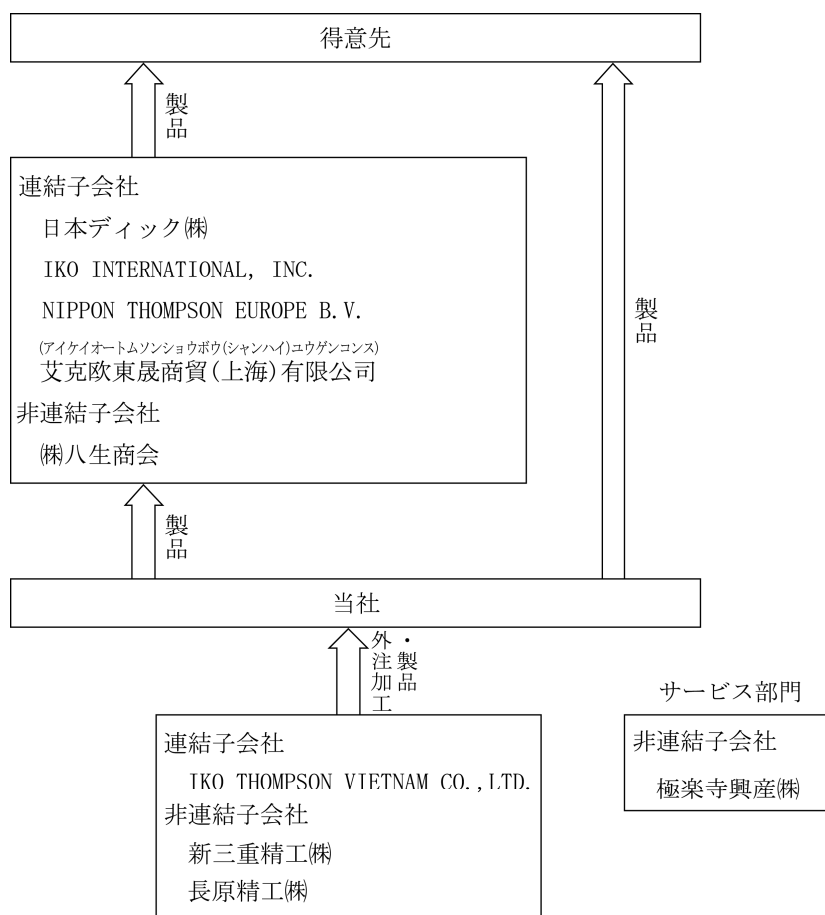 得意先
製品
連結子会社
日本ディック㈱
IKO INTERNATIONAL, INC.
NIPPON THOMPSON EUROPE B.V.
(アイケイオートムソンショウボウ(シャンハイ)ユウゲンコンス)
艾克欧東晟商貿(上海)有限公司
非連結子会社
㈱八生商会
製品
製品
当社
・製品
外注加工
連結子会社
IKO THOMPSON VIETNAM CO.,LTD.
非連結子会社
新三重精工㈱
長原精工㈱
サービス部門
非連結子会社
極楽寺興産㈱